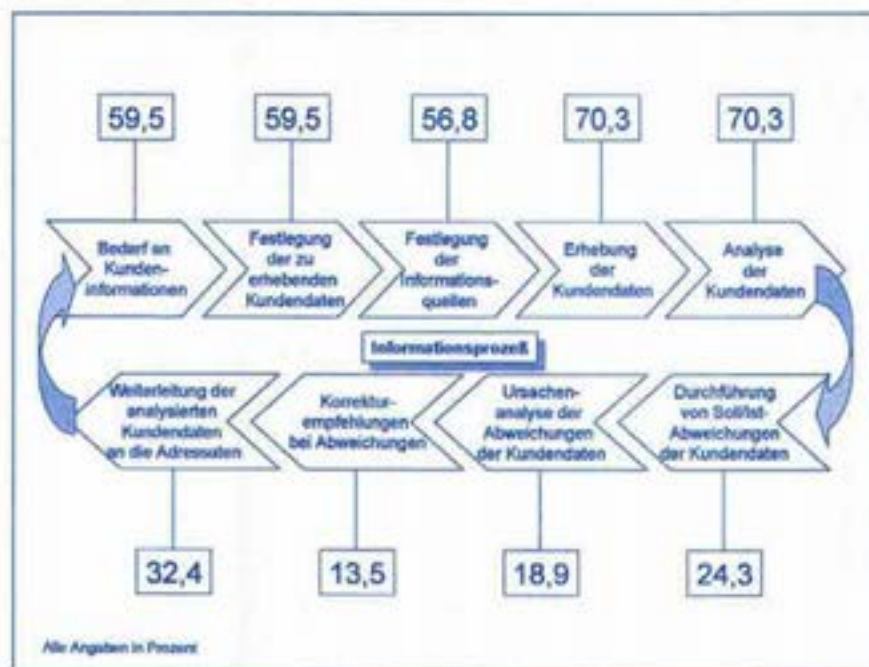 59,5
59,5
56,8
70,3
70,3
Bedarf an
Kunden-
informationen
Festlegung
der zu
erhebenden
Kundendaten
Festlegung
der
Informations-
quellen
Erhebung
der
Kundendaten
Analyse
der
Kundendaten
Informationsprozeß
Weiterleitung der
analysierten
Kundendaten
an die Adressaten
Korrektur-
empfehlungen
bei Abweichungen
Ursachen-
analyse der
Abweichungen
der Kundendaten
Durchführung
von Soll/Ist-
Abweichungen
der Kundendaten
32,4
13,5
18,9
24,3
Alle Angaben in Prozent